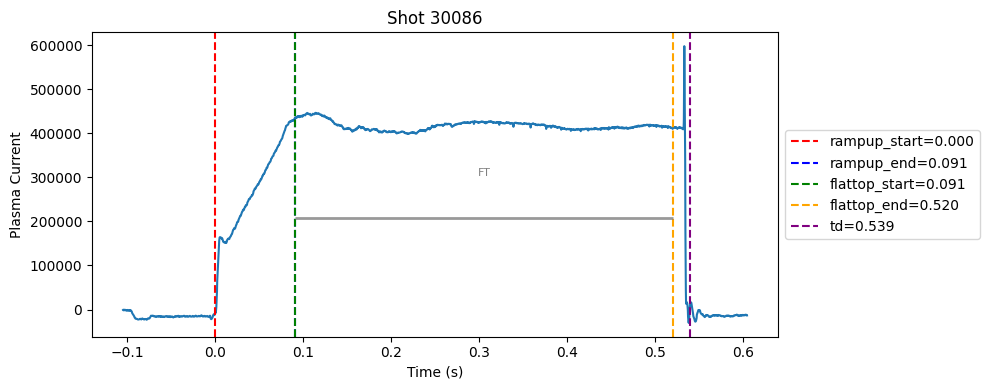 Shot 30086
Plasma Current
600000
500000
400000
300000
200000
100000
0
FT
−0.1
0.0
0.1
0.2
0.3
0.4
0.5
0.6
Time (s)
rampup_start=0.000
rampup_end=0.091
flattop_start=0.091
flattop_end=0.520
td=0.539